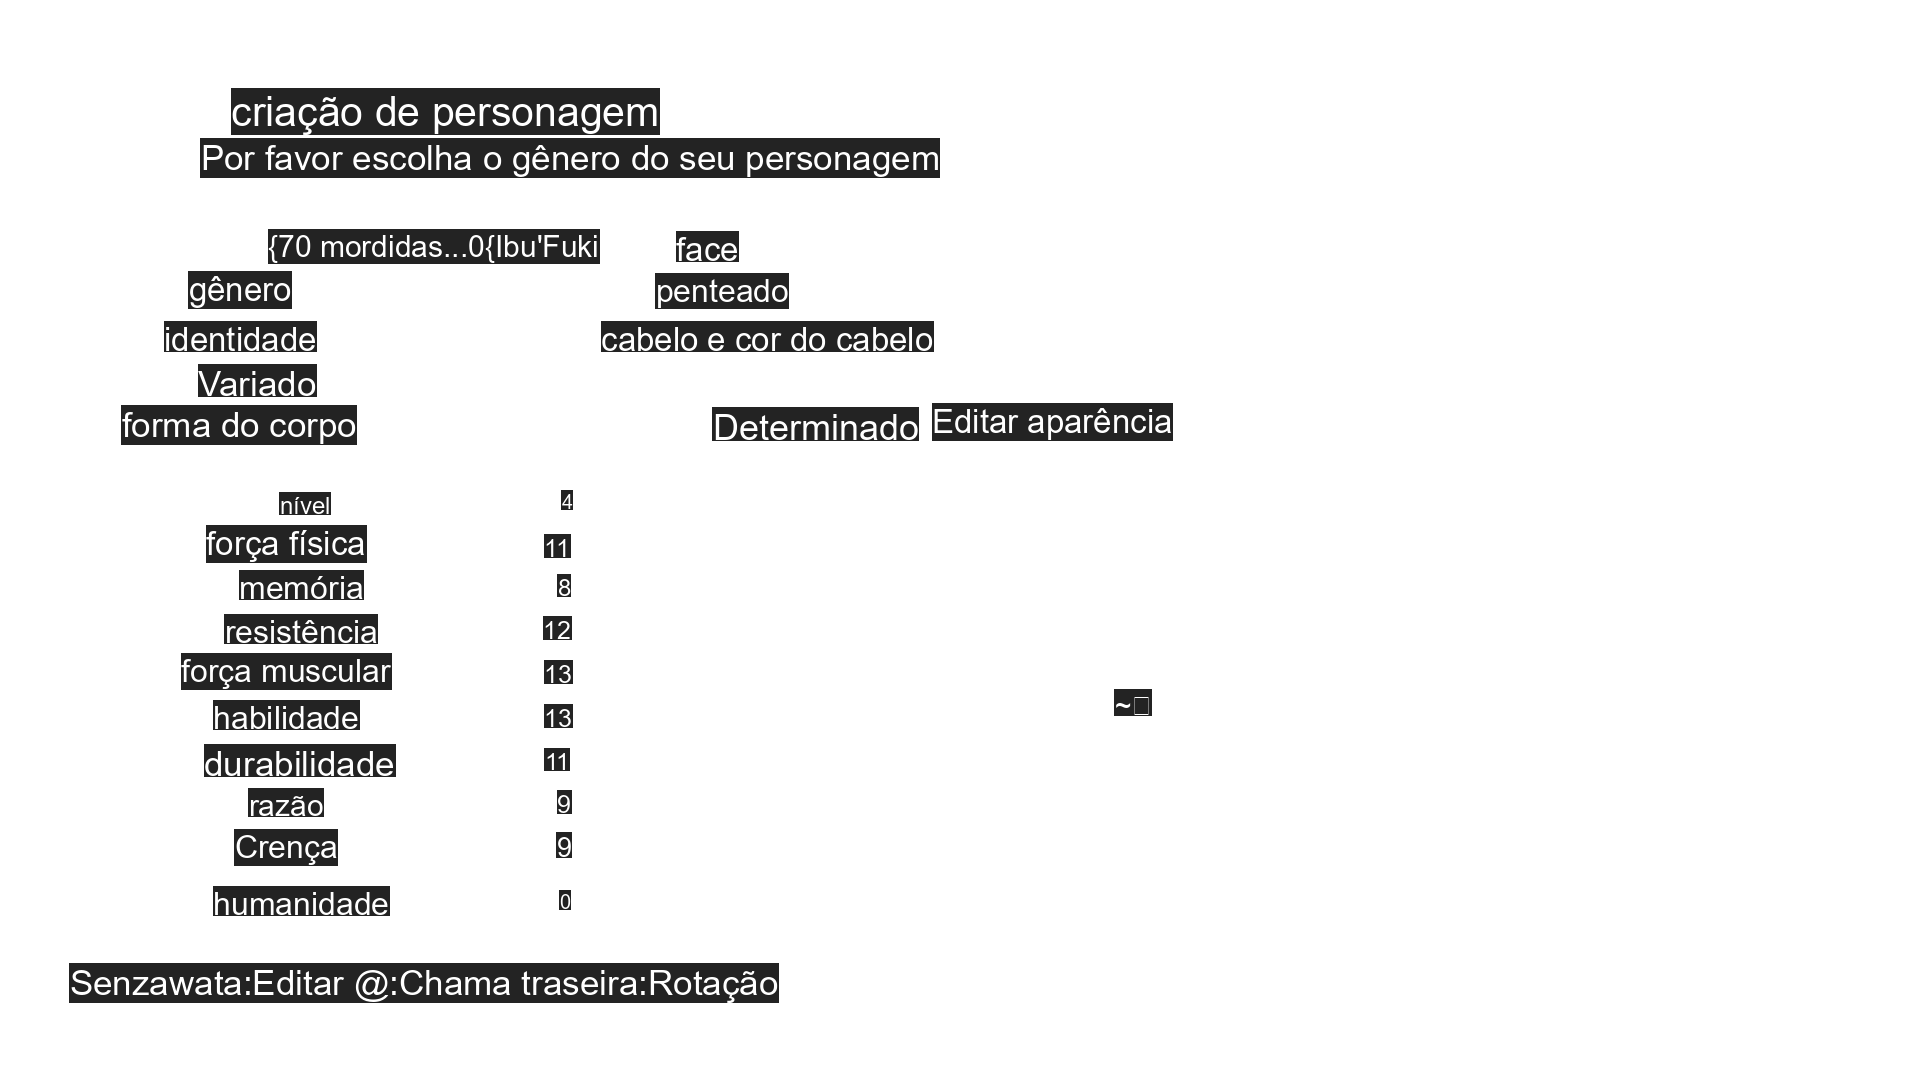 criação de personagem
Por favor escolha o gênero do seu personagem
{70 mordidas...0{Ibu'Fuki face
gênero penteado
identidade cabelo e cor do cabelo
Variado
forma do corpo Determinado Editar aparência
nível 4
força física 11
memória 8
resistência 12
força muscular 13
~
habilidade 13
durabilidade 11
razão 9
Crença 9
humanidade 0
Senzawata:Editar @:Chama traseira:Rotação